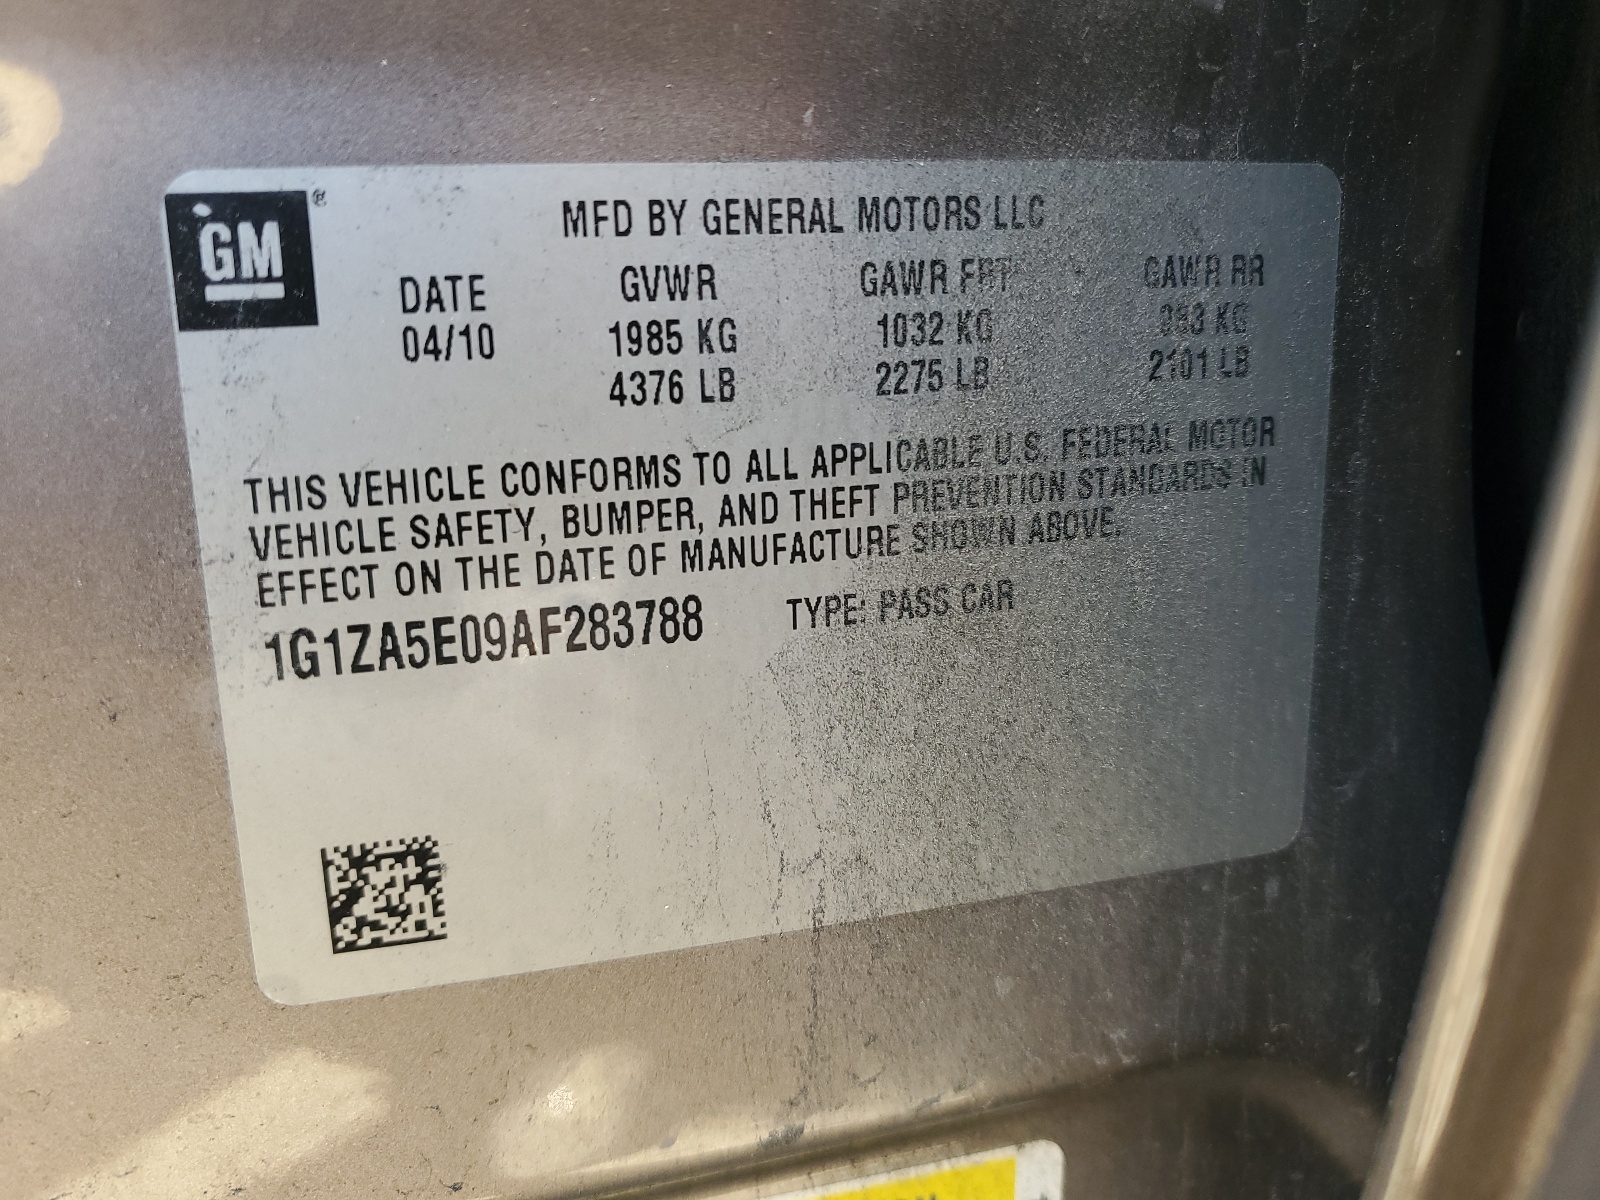 GM ®
MFD BY GENERAL MOTORS LLC
DATE GVWR GAWR FRT GAWR RR
04/10 1985 KG 1032 KG 953 KG
4376 LB 2275 LB 2101 LB
THIS VEHICLE CONFORMS TO ALL APPLICABLE U.S. FEDERAL MOTOR
VEHICLE SAFETY, BUMPER, AND THEFT PREVENTION STANDARDS IN
EFFECT ON THE DATE OF MANUFACTURE SHOWN ABOVE.
1G1ZA5E09AF283788 TYPE: PASS CAR